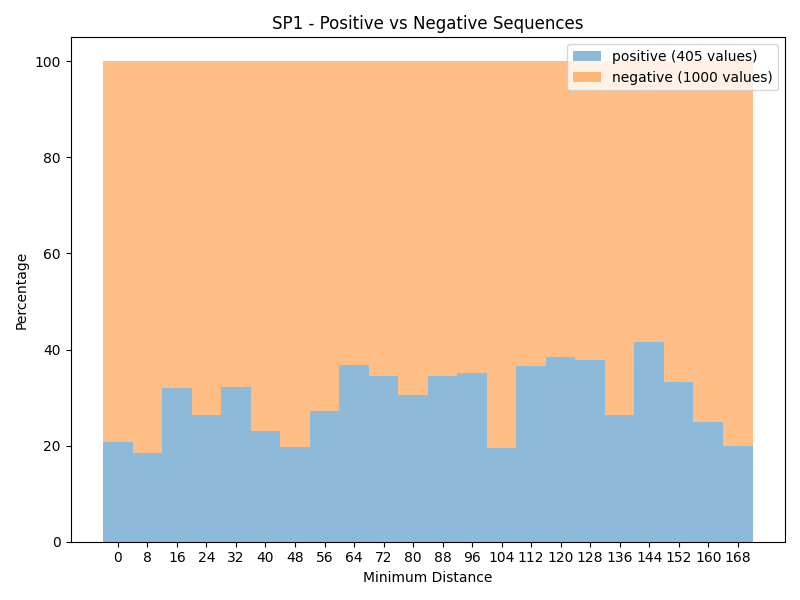 SP1 - Positive vs Negative Sequences
positive (405 values)
negative (1000 values)
100
80
60
40
20
0
Percentage
0 8 16 24 32 40 48 56 64 72 80 88 96 104 112 120 128 136 144 152 160 168
Minimum Distance